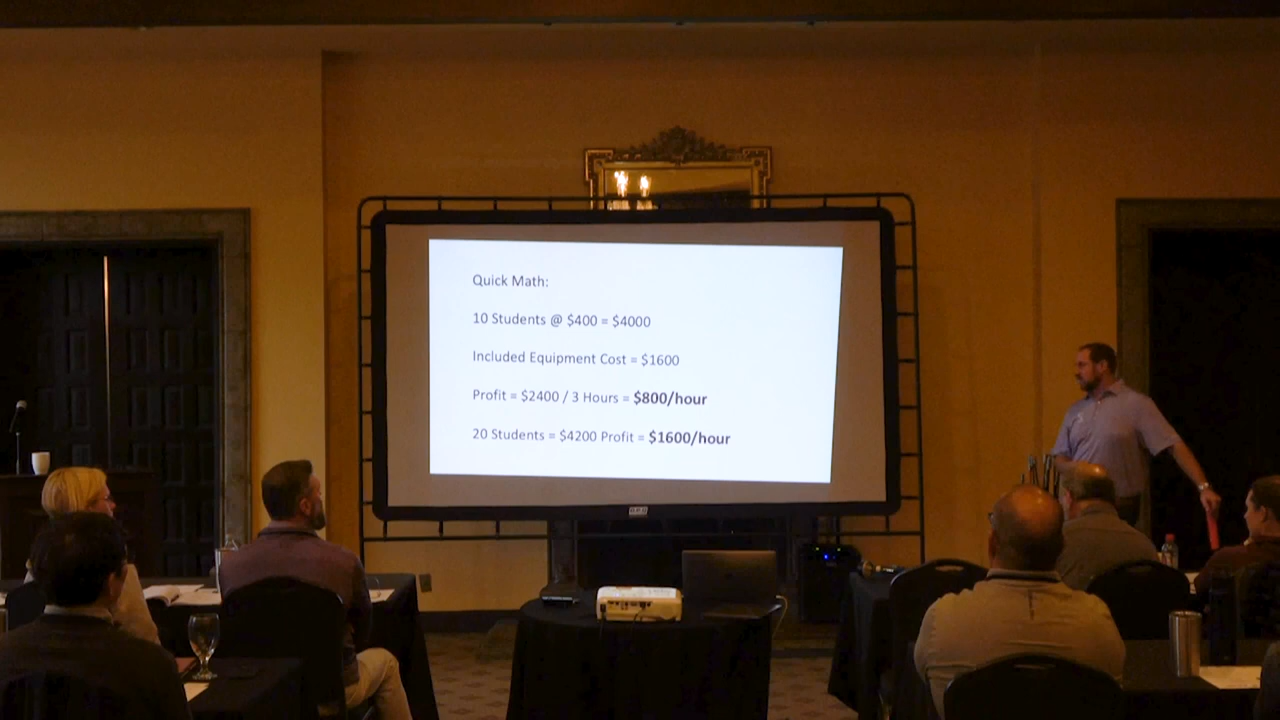 Quick Math:
10 Students @ $400 = $4000
Included Equipment Cost = $1600
Profit = $2400 / 3 Hours = $800/hour
20 Students = $4200 Profit = $1600/hour